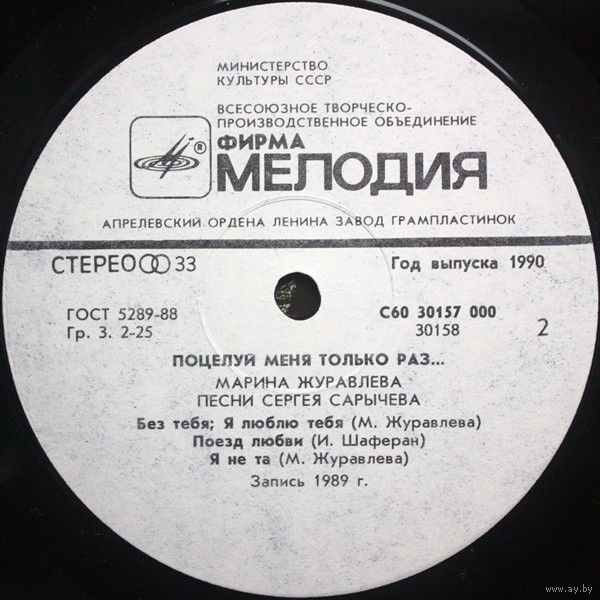 МИНИСТЕРСТВО
КУЛЬТУРЫ СССР
ВСЕСОЮЗНОЕ ТВОРЧЕСКО-
ПРОИЗВОДСТВЕННОЕ ОБЪЕДИНЕНИЕ
® ФИРМА
МЕЛОДИЯ
АПРЕЛЕВСКИЙ ОРДЕНА ЛЕНИНА ЗАВОД ГРАМПЛАСТИНОК
СТЕРЕО 33 Год выпуска 1990
ГОСТ 5289-88 С60 30157 000
Гр. 3. 2-25 30158 2
ПОЦЕЛУЙ МЕНЯ ТОЛЬКО РАЗ...
МАРИНА ЖУРАВЛЕВА
ПЕСНИ СЕРГЕЯ САРЫЧЕВА
Без тебя; Я люблю тебя (М. Журавлева)
Поезд любви (И. Шаферан)
Я не та (М. Журавлева)
Запись 1989 г.
www.ay.by